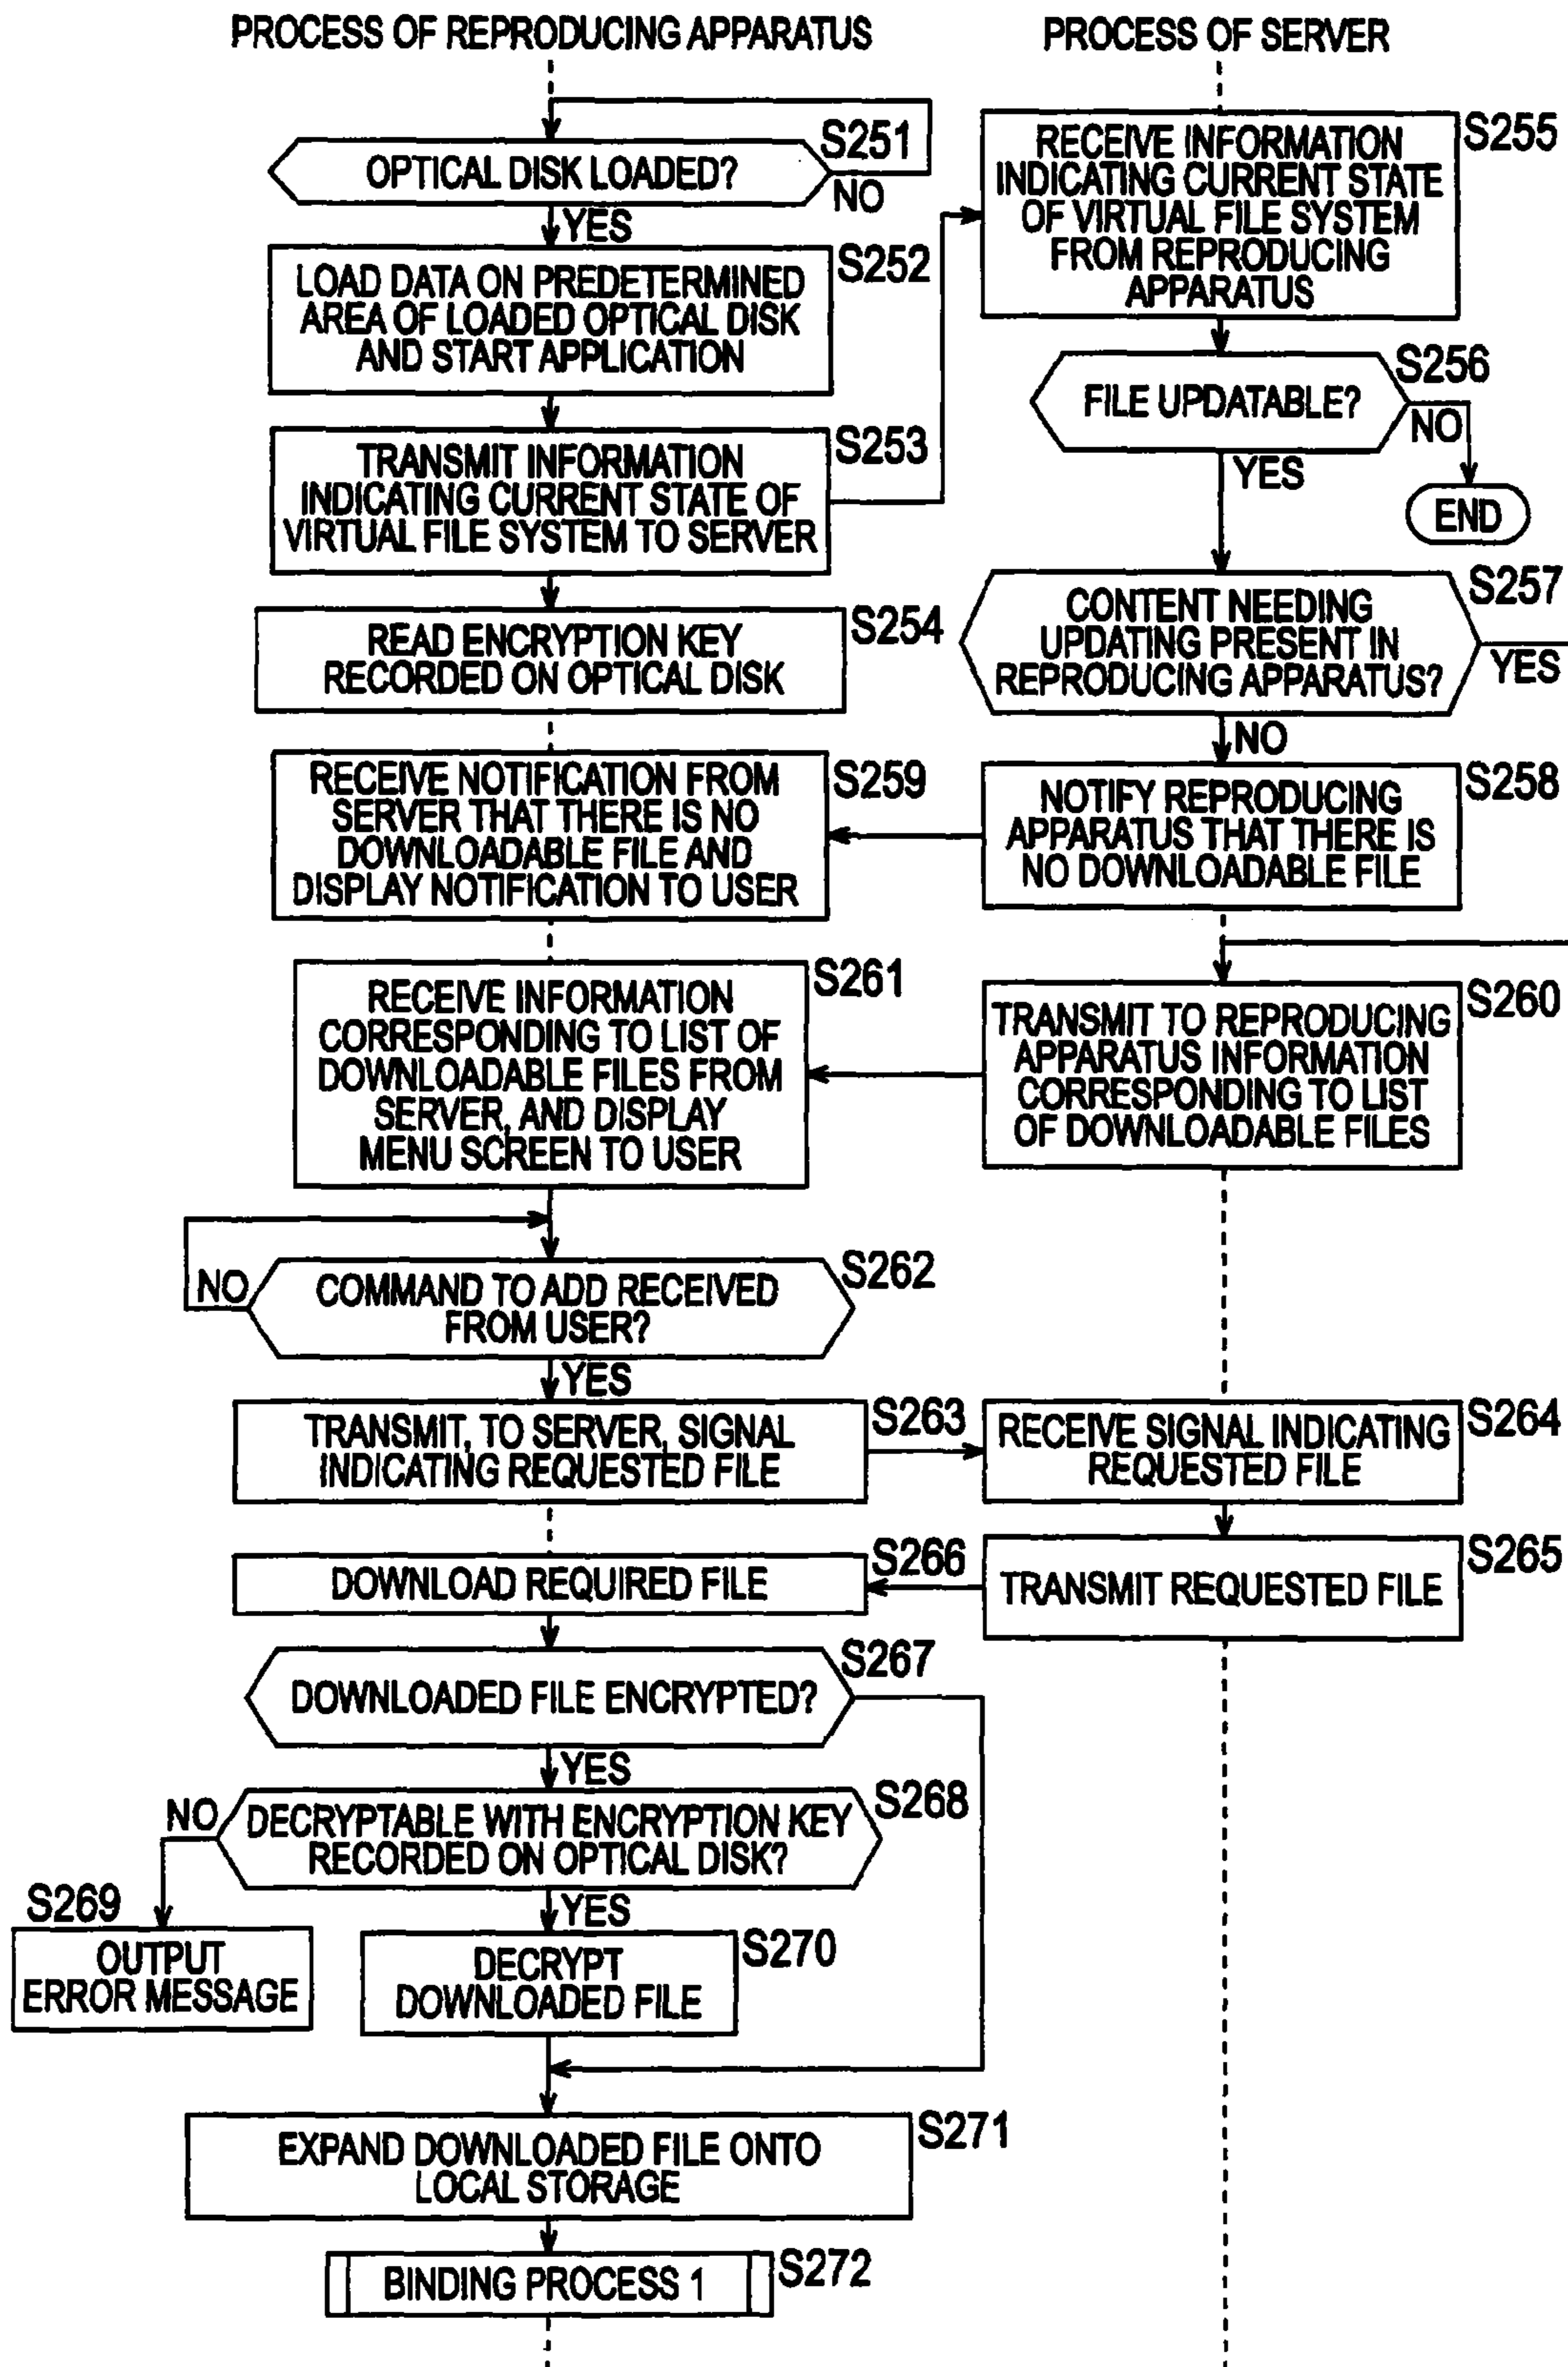 PROCESS OF REPRODUCING APPARATUS
PROCESS OF SERVER
OPTICAL DISK LOADED?
S251
NO
YES
LOAD DATA ON PREDETERMINED
AREA OF LOADED OPTICAL DISK
AND START APPLICATION
S252
TRANSMIT INFORMATION
INDICATING CURRENT STATE OF
VIRTUAL FILE SYSTEM TO SERVER
S253
READ ENCRYPTION KEY
RECORDED ON OPTICAL DISK
S254
RECEIVE INFORMATION
INDICATING CURRENT STATE
OF VIRTUAL FILE SYSTEM
FROM REPRODUCING
APPARATUS
S255
FILE UPDATABLE?
S256
NO
END
YES
CONTENT NEEDING
UPDATING PRESENT IN
REPRODUCING APPARATUS?
S257
YES
NO
NOTIFY REPRODUCING
APPARATUS THAT THERE IS
NO DOWNLOADABLE FILE
S258
RECEIVE NOTIFICATION FROM
SERVER THAT THERE IS NO
DOWNLOADABLE FILE AND
DISPLAY NOTIFICATION TO USER
S259
TRANSMIT TO REPRODUCING
APPARATUS INFORMATION
CORRESPONDING TO LIST
OF DOWNLOADABLE FILES
S260
RECEIVE INFORMATION
CORRESPONDING TO LIST OF
DOWNLOADABLE FILES FROM
SERVER, AND DISPLAY
MENU SCREEN TO USER
S261
COMMAND TO ADD RECEIVED
FROM USER?
S262
NO
YES
TRANSMIT, TO SERVER, SIGNAL
INDICATING REQUESTED FILE
S263
RECEIVE SIGNAL INDICATING
REQUESTED FILE
S264
TRANSMIT REQUESTED FILE
S265
DOWNLOAD REQUIRED FILE
S266
DOWNLOADED FILE ENCRYPTED?
S267
YES
DECRYPTABLE WITH ENCRYPTION KEY
RECORDED ON OPTICAL DISK?
S268
NO
YES
S269
OUTPUT
ERROR MESSAGE
DECRYPT
DOWNLOADED FILE
S270
EXPAND DOWNLOADED FILE ONTO
LOCAL STORAGE
S271
BINDING PROCESS 1
S272